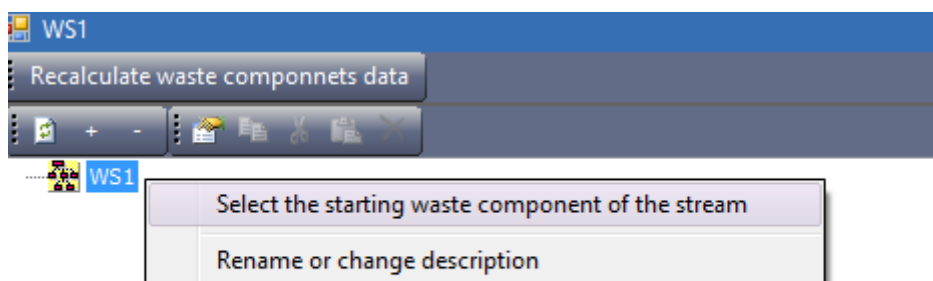 WS1
Recalculate waste componnets data
+ -
WS1
Select the starting waste component of the stream
Rename or change description